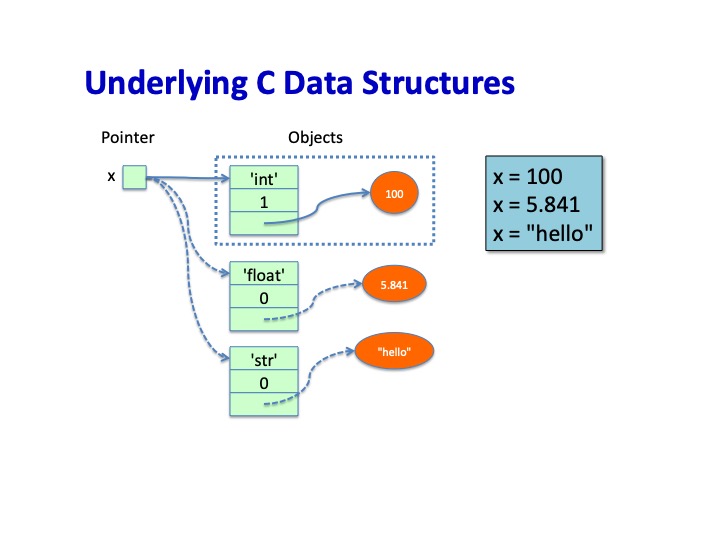 Underlying C Data Structures
Pointer
Objects
x
'int'
1
100
'float'
0
5.841
'str'
0
"hello"
x = 100
x = 5.841
x = "hello"